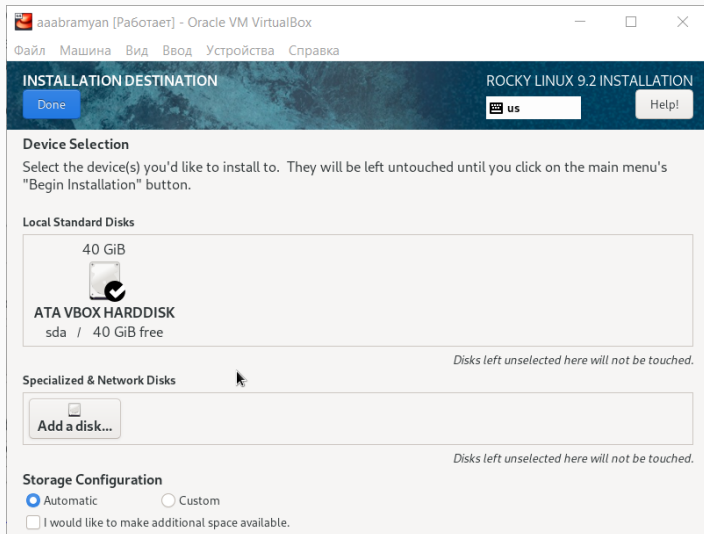 aaabramyan [Работает] - Oracle VM VirtualBox
Файл Машина Вид Ввод Устройства Справка
INSTALLATION DESTINATION
ROCKY LINUX 9.2 INSTALLATION
Done
us
Help!
Device Selection
Select the device(s) you'd like to install to. They will be left untouched until you click on the main menu's
"Begin Installation" button.
Local Standard Disks
40 GiB
ATA VBOX HARDDISK
sda / 40 GiB free
Disks left unselected here will not be touched.
Specialized & Network Disks
Add a disk...
Disks left unselected here will not be touched.
Storage Configuration
Automatic Custom
I would like to make additional space available.